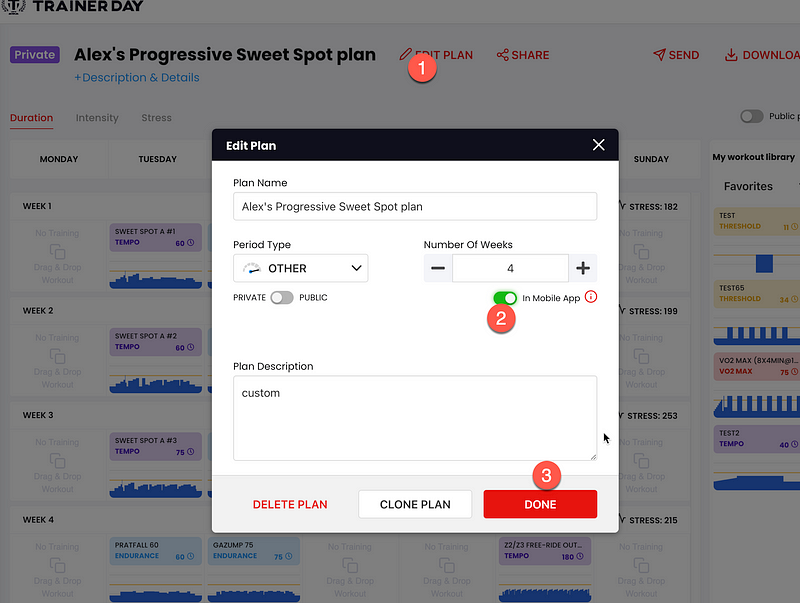 TRAINER DAY
Private
Alex's Progressive Sweet Spot plan
EDIT PLAN
SHARE
SEND
DOWNLOA
1
+Description & Details
Duration
Intensity
Stress
Public p
MONDAY
TUESDAY
SUNDAY
My workout library
Favorites
Edit Plan
Plan Name
Alex's Progressive Sweet Spot plan
Period Type
Number Of Weeks
OTHER
4
PRIVATE
PUBLIC
In Mobile App
2
Plan Description
custom
3
DELETE PLAN
CLONE PLAN
DONE
WEEK 1
STRESS: 182
No Training
Drag & Drop
Workout
SWEET SPOT A #1
TEMPO
60
No Training
Drag & Drop
Workout
WEEK 2
STRESS: 199
No Training
Drag & Drop
Workout
SWEET SPOT A #2
TEMPO
60
No Training
Drag & Drop
Workout
WEEK 3
STRESS: 253
No Training
Drag & Drop
Workout
SWEET SPOT A #3
TEMPO
75
No Training
Drag & Drop
Workout
WEEK 4
STRESS: 215
No Training
Drag & Drop
Workout
PRATFALL 60
ENDURANCE
60
GAZUMP 75
ENDURANCE
75
No Training
Drag & Drop
Workout
No Training
Drag & Drop
Workout
Z2/Z3 FREE-RIDE OUT...
TEMPO
180
No Training
Drag & Drop
Workout
TEST
THRESHOLD
11
TEST65
THRESHOLD
34
VO2 MAX (8X4MIN@1...
VO2 MAX
75
TEST2
TEMPO
40